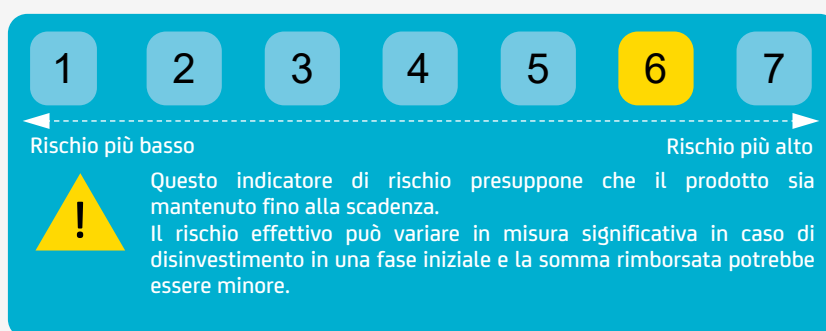 1 2 3 4 5 6 7
Rischio più basso Rischio più alto
! Questo indicatore di rischio presuppone che il prodotto sia
mantenuto fino alla scadenza.
Il rischio effettivo può variare in misura significativa in caso di
disinvestimento in una fase iniziale e la somma rimborsata potrebbe
essere minore.